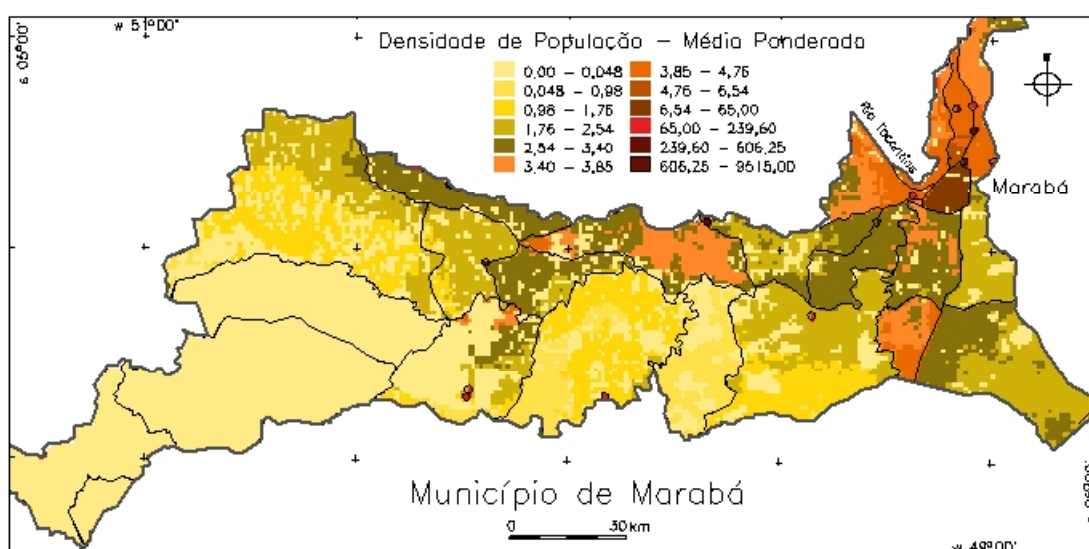 w 51°00'
s 05°00'
Densidade de População – Média Ponderada
0,00 – 0,048
0,048 – 0,98
0,98 – 1,76
1,76 – 2,54
2,54 – 3,40
3,40 – 3,85
3,85 – 4,76
4,76 – 6,54
6,54 – 65,00
65,00 – 239,60
239,60 – 606,25
606,25 – 9515,00
Rio Tocantins
Marabá
Município de Marabá
0 30km
w 49°00'